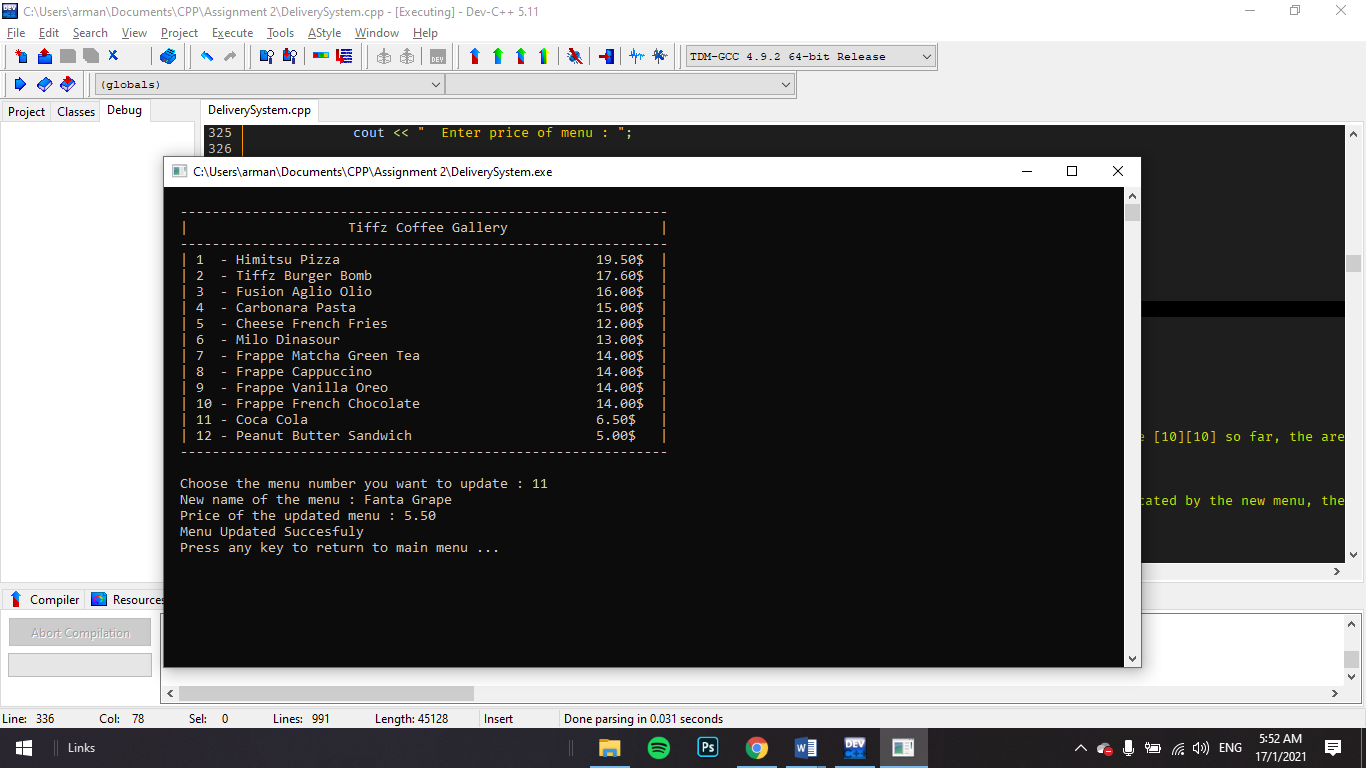 C:\Users\arman\Documents\CPP\Assignment 2\DeliverySystem.cpp - [Executing] - Dev-C++ 5.11
File Edit Search View Project Execute Tools AStyle Window Help
TDM-GCC 4.9.2 64-bit Release
(globals)
Project Classes Debug DeliverySystem.cpp
325 cout << "  Enter price of menu : ";
326
C:\Users\arman\Documents\CPP\Assignment 2\DeliverySystem.exe
-------------------------------------------------------------
| Tiffz Coffee Gallery |
-------------------------------------------------------------
| 1 - Himitsu Pizza 19.50$ |
| 2 - Tiffz Burger Bomb 17.60$ |
| 3 - Fusion Aglio Olio 16.00$ |
| 4 - Carbonara Pasta 15.00$ |
| 5 - Cheese French Fries 12.00$ |
| 6 - Milo Dinasour 13.00$ |
| 7 - Frappe Matcha Green Tea 14.00$ |
| 8 - Frappe Cappuccino 14.00$ |
| 9 - Frappe Vanilla Oreo 14.00$ |
| 10 - Frappe French Chocolate 14.00$ |
| 11 - Coca Cola 6.50$ |
| 12 - Peanut Butter Sandwich 5.00$ |
-------------------------------------------------------------
[10][10] so far, the are
Choose the menu number you want to update : 11
New name of the menu : Fanta Grape
by the new menu, the
Price of the updated menu : 5.50
Menu Updated Succesfuly
Press any key to return to main menu ...
Compiler Resources
Abort Compilation
Line: 336 Col: 78 Sel: 0 Lines: 991 Length: 45128 Insert Done parsing in 0.031 seconds
Links Ps DEV ENG 5:52 AM
17/1/2021